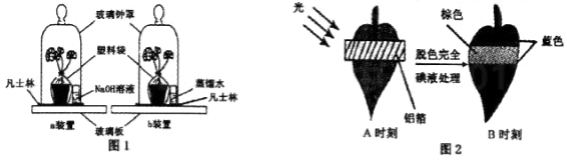 玻璃钟罩
塑料袋
凡士林
NaOH溶液
蒸馏水
凡士林
玻璃板
a装置
b装置
图1
光
棕色
蓝色
脱色完全
碘液处理
铝箔
A时刻
B时刻
图2